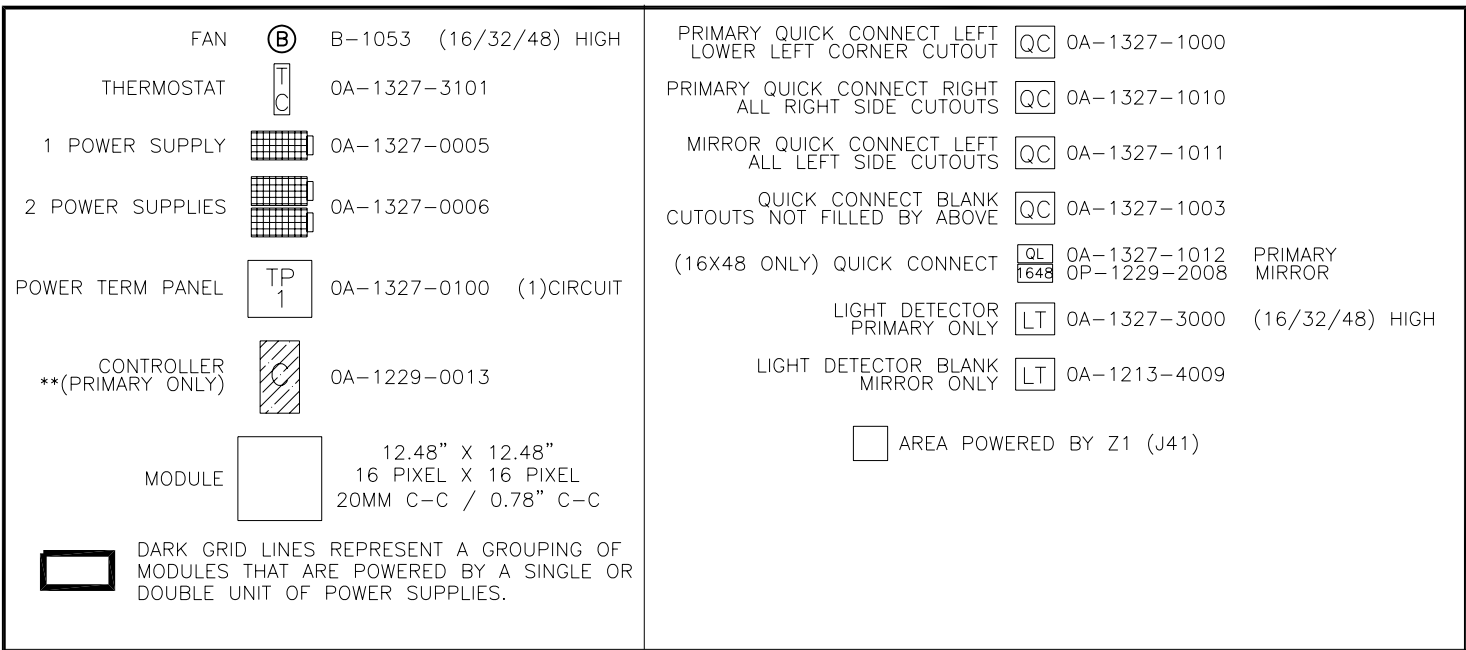 FAN B B-1053 (16/32/48) HIGH
THERMOSTAT T C 0A-1327-3101
1 POWER SUPPLY 0A-1327-0005
2 POWER SUPPLIES 0A-1327-0006
POWER TERM PANEL TP 1 0A-1327-0100 (1)CIRCUIT
CONTROLLER
**(PRIMARY ONLY) C 0A-1229-0013
MODULE
12.48" X 12.48"
16 PIXEL X 16 PIXEL
20MM C-C / 0.78" C-C
DARK GRID LINES REPRESENT A GROUPING OF
MODULES THAT ARE POWERED BY A SINGLE OR
DOUBLE UNIT OF POWER SUPPLIES.
PRIMARY QUICK CONNECT LEFT
LOWER LEFT CORNER CUTOUT QC 0A-1327-1000
PRIMARY QUICK CONNECT RIGHT
ALL RIGHT SIDE CUTOUTS QC 0A-1327-1010
MIRROR QUICK CONNECT LEFT
ALL LEFT SIDE CUTOUTS QC 0A-1327-1011
QUICK CONNECT BLANK
CUTOUTS NOT FILLED BY ABOVE QC 0A-1327-1003
(16X48 ONLY) QUICK CONNECT QL 0A-1327-1012 PRIMARY
1648 0P-1229-2008 MIRROR
LIGHT DETECTOR
PRIMARY ONLY LT 0A-1327-3000 (16/32/48) HIGH
LIGHT DETECTOR BLANK
MIRROR ONLY LT 0A-1213-4009
AREA POWERED BY Z1 (J41)